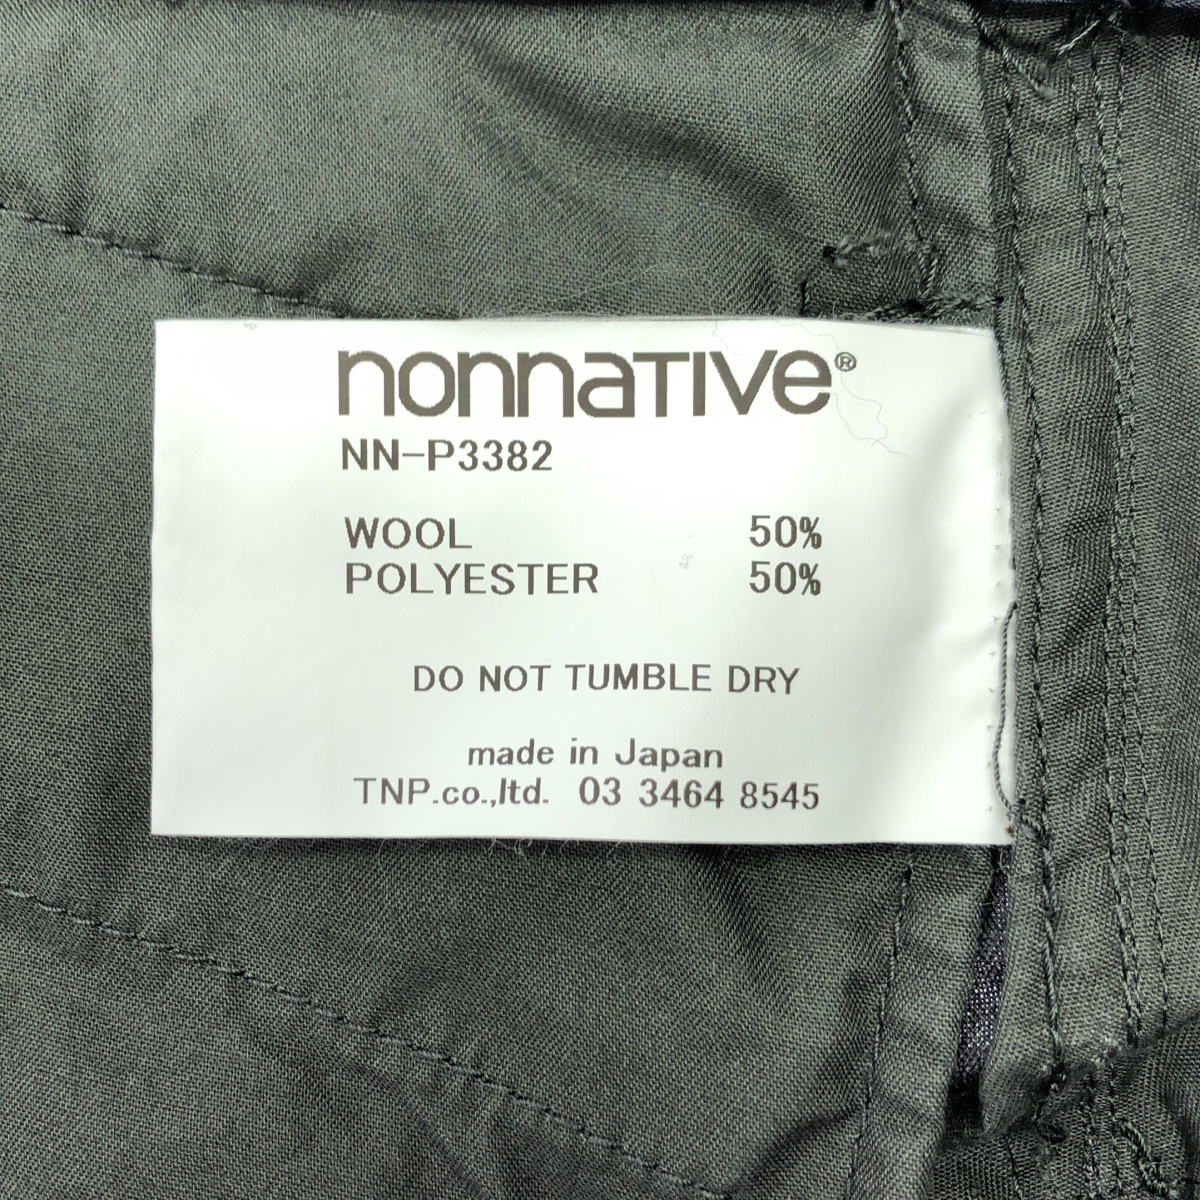 nonnative®
NN-P3382
WOOL 50%
POLYESTER 50%
DO NOT TUMBLE DRY
made in Japan
TNP.co.,ltd. 03 3464 8545